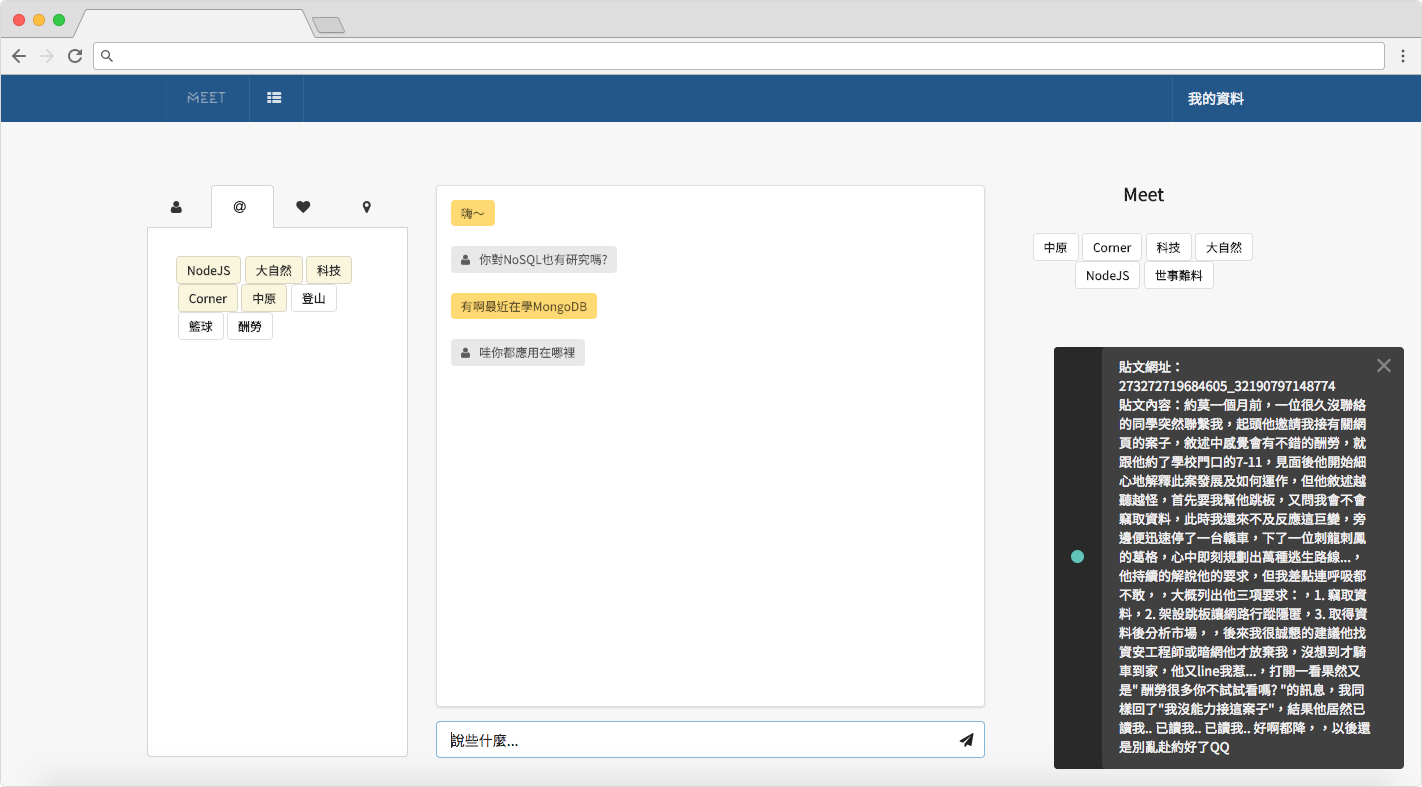 MEET
我的資料
@
NodeJS 大自然 科技
Corner 中原 登山
籃球 酬勞
嗨～
你對NoSQL也有研究嗎?
有啊最近在學MongoDB
哇你都應用在哪裡
說些什麼...
Meet
中原 Corner 科技 大自然
NodeJS 世事難料
貼文網址：
273272719684605_32190797148774
貼文內容：約莫一個月前，一位很久沒聯絡
的同學突然聯繫我，起頭他邀請我接有關網
頁的案子，敘述中感覺會有不錯的酬勞，就
跟他約了學校門口的7-11，見面後他開始細
心地解釋此案發展及如何運作，但他敘述越
聽越怪，首先要我幫他跳板，又問我會不會
竊取資料，此時我還來不及反應這巨變，旁
邊便迅速停了一台轎車，下了一位刺龍刺鳳
的葛格，心中即刻規劃出萬種逃生路線...，
他持續的解說他的要求，但我差點連呼吸都
不敢，，大概列出他三項要求：，1. 竊取資
料，2. 架設跳板讓網路行蹤隱匿，3. 取得資
料後分析市場，，後來我很誠懇的建議他找
資安工程師或暗網他才放棄我，沒想到才騎
車到家，他又line我惹...，打開一看果然又
是" 酬勞很多你不試試看嗎? "的訊息，我同
樣回了"我沒能力接這案子"，結果他居然已
讀我.. 已讀我.. 已讀我.. 好啊都降，，以後還
是別亂赴約好了QQ